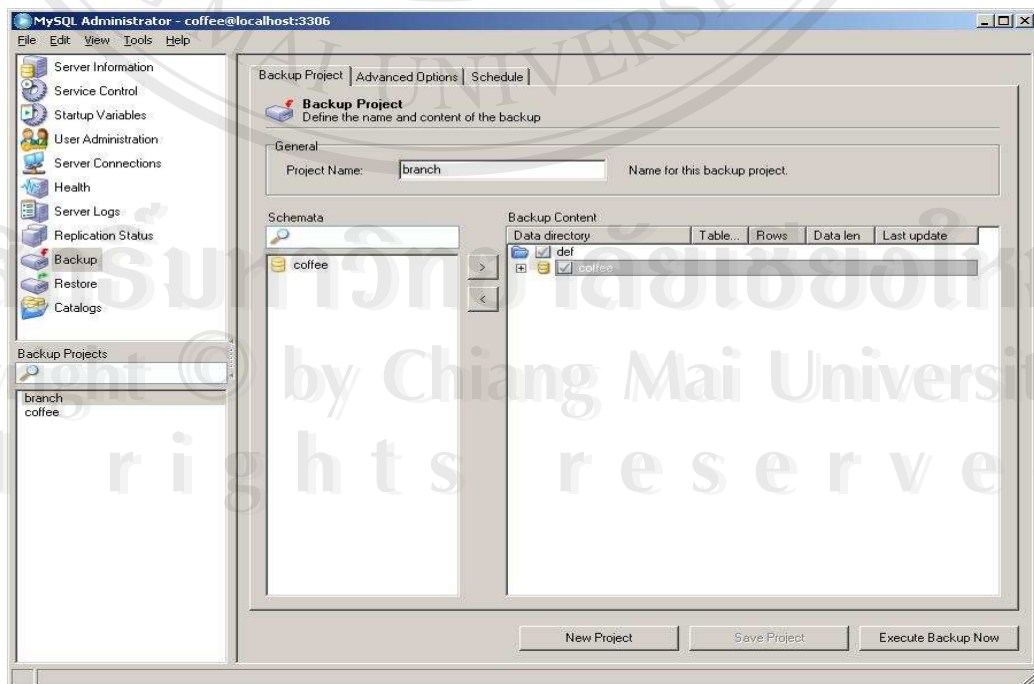 MySQL Administrator - coffee@localhost:3306
File Edit View Tools Help
Server Information
Service Control
Startup Variables
User Administration
Server Connections
Health
Server Logs
Replication Status
Backup
Restore
Catalogs
Backup Projects
branch
coffee
Backup Project
Advanced Options
Schedule
Backup Project
Define the name and content of the backup
General
Project Name: branch Name for this backup project.
Schemata
coffee
>
<
Backup Content
Data directory Table... Rows Data len Last update
def
coffee
New Project
Save Project
Execute Backup Now
MAI UNIVERS
by Chiang Mai Universit
rights reserve